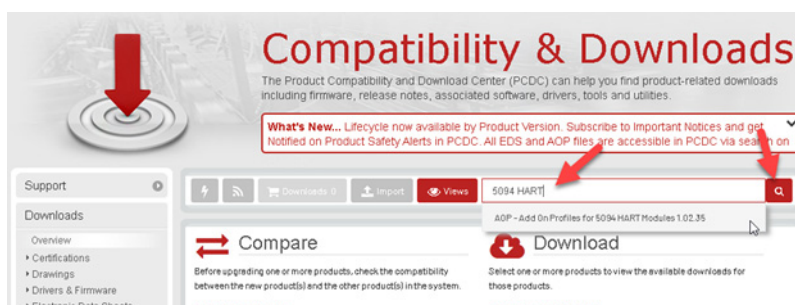 Compatibility & Downloads
The Product Compatibility and Download Center (PCDC) can help you find product-related downloads
including firmware, release notes, associated software, drivers, tools and utilities.
What's New... Lifecycle now available by Product Version. Subscribe to Important Notices and get
Notified on Product Safety Alerts in PCDC. All EDS and AOP files are accessible in PCDC via search on
Support
Downloads 0
Import
Views
5094 HART
Downloads
AOP - Add On Profiles for 5094 HART Modules 1.02.35
Overview
Certifications
Drawings
Drivers & Firmware
Electronic Data Sheets
Compare
Download
Before upgrading one or more products, check the compatibility
between the new product(s) and the other product(s) in the system.
Select one or more products to view the available downloads for
those products.